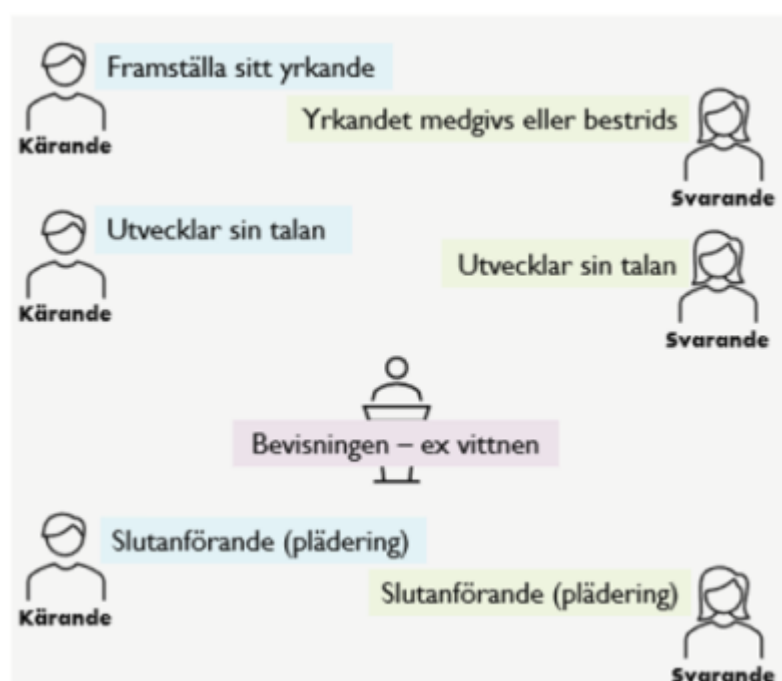 Framställa sitt yrkande
Kärande
Yrkandet medgivs eller bestrids
Svarande
Utvecklar sin talan
Kärande
Utvecklar sin talan
Svarande
Bevisningen – ex vittnen
Slutanförande (plädering)
Kärande
Slutanförande (plädering)
Svarande